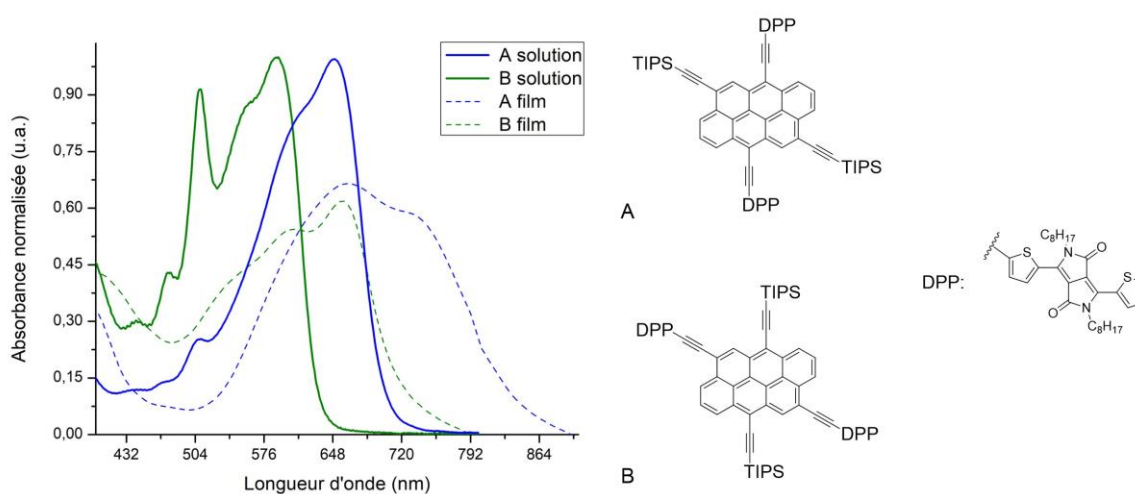 A solution
B solution
A film
B film
Absorbance normalisée (u.a.)
0,90
0,75
0,60
0,45
0,30
0,15
0,00
432 504 576 648 720 792 864
Longueur d'onde (nm)
DPP
TIPS
TIPS
DPP
A
TIPS
DPP
DPP
TIPS
B
DPP:
C8H17
N
O
S
S
O
N
C8H17